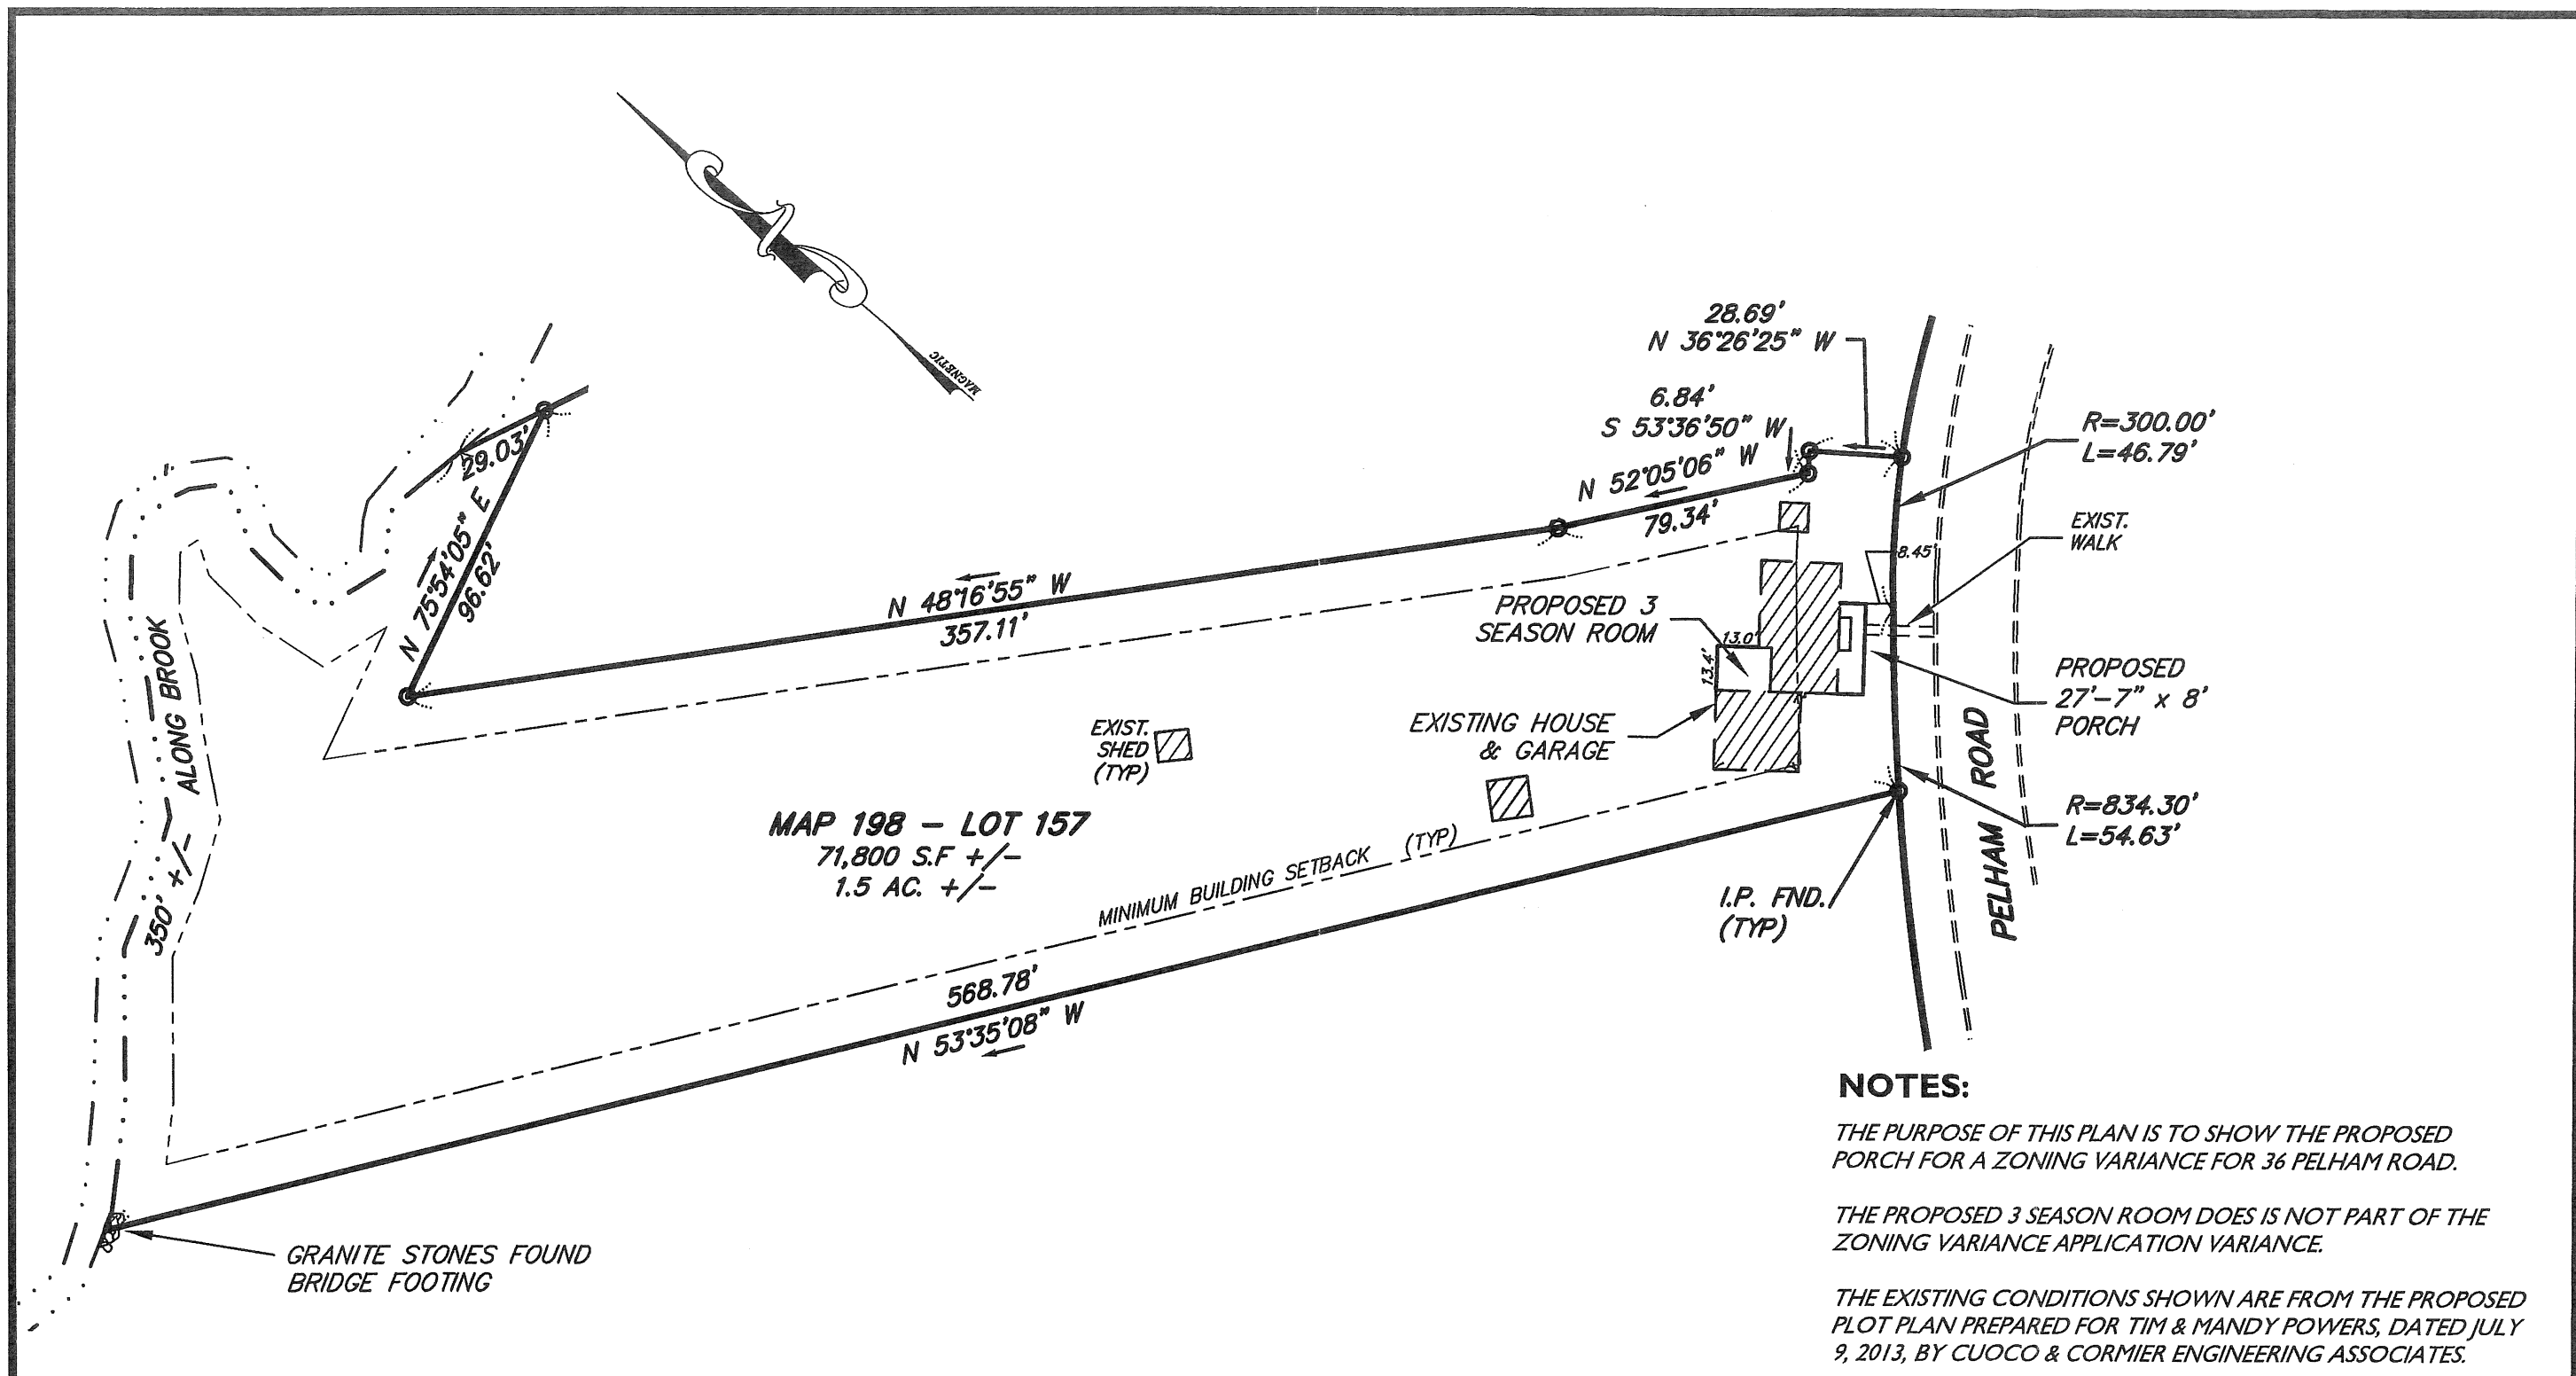 MAGNETIC
28.69'
N 36°26'25" W
6.84'
S 53°36'50" W
N 52°05'06" W
79.34'
R=300.00'
L=46.79'
EXIST.
WALK
8.45'
29.03'
N 75°54'05" E
96.62'
N 48°16'55" W
357.11'
PROPOSED 3
SEASON ROOM
13.0'
13.4'
PROPOSED
27'-7" x 8'
PORCH
EXISTING HOUSE
& GARAGE
EXIST.
SHED
(TYP)
350' +/- ALONG BROOK
MAP 198 - LOT 157
71,800 S.F +/-
1.5 AC. +/-
MINIMUM BUILDING SETBACK (TYP)
PELHAM ROAD
R=834.30'
L=54.63'
I.P. FND.
(TYP)
568.78'
N 53°35'08" W
GRANITE STONES FOUND
BRIDGE FOOTING
NOTES:
THE PURPOSE OF THIS PLAN IS TO SHOW THE PROPOSED
PORCH FOR A ZONING VARIANCE FOR 36 PELHAM ROAD.
THE PROPOSED 3 SEASON ROOM DOES IS NOT PART OF THE
ZONING VARIANCE APPLICATION VARIANCE.
THE EXISTING CONDITIONS SHOWN ARE FROM THE PROPOSED
PLOT PLAN PREPARED FOR TIM & MANDY POWERS, DATED JULY
9, 2013, BY CUOCO & CORMIER ENGINEERING ASSOCIATES.